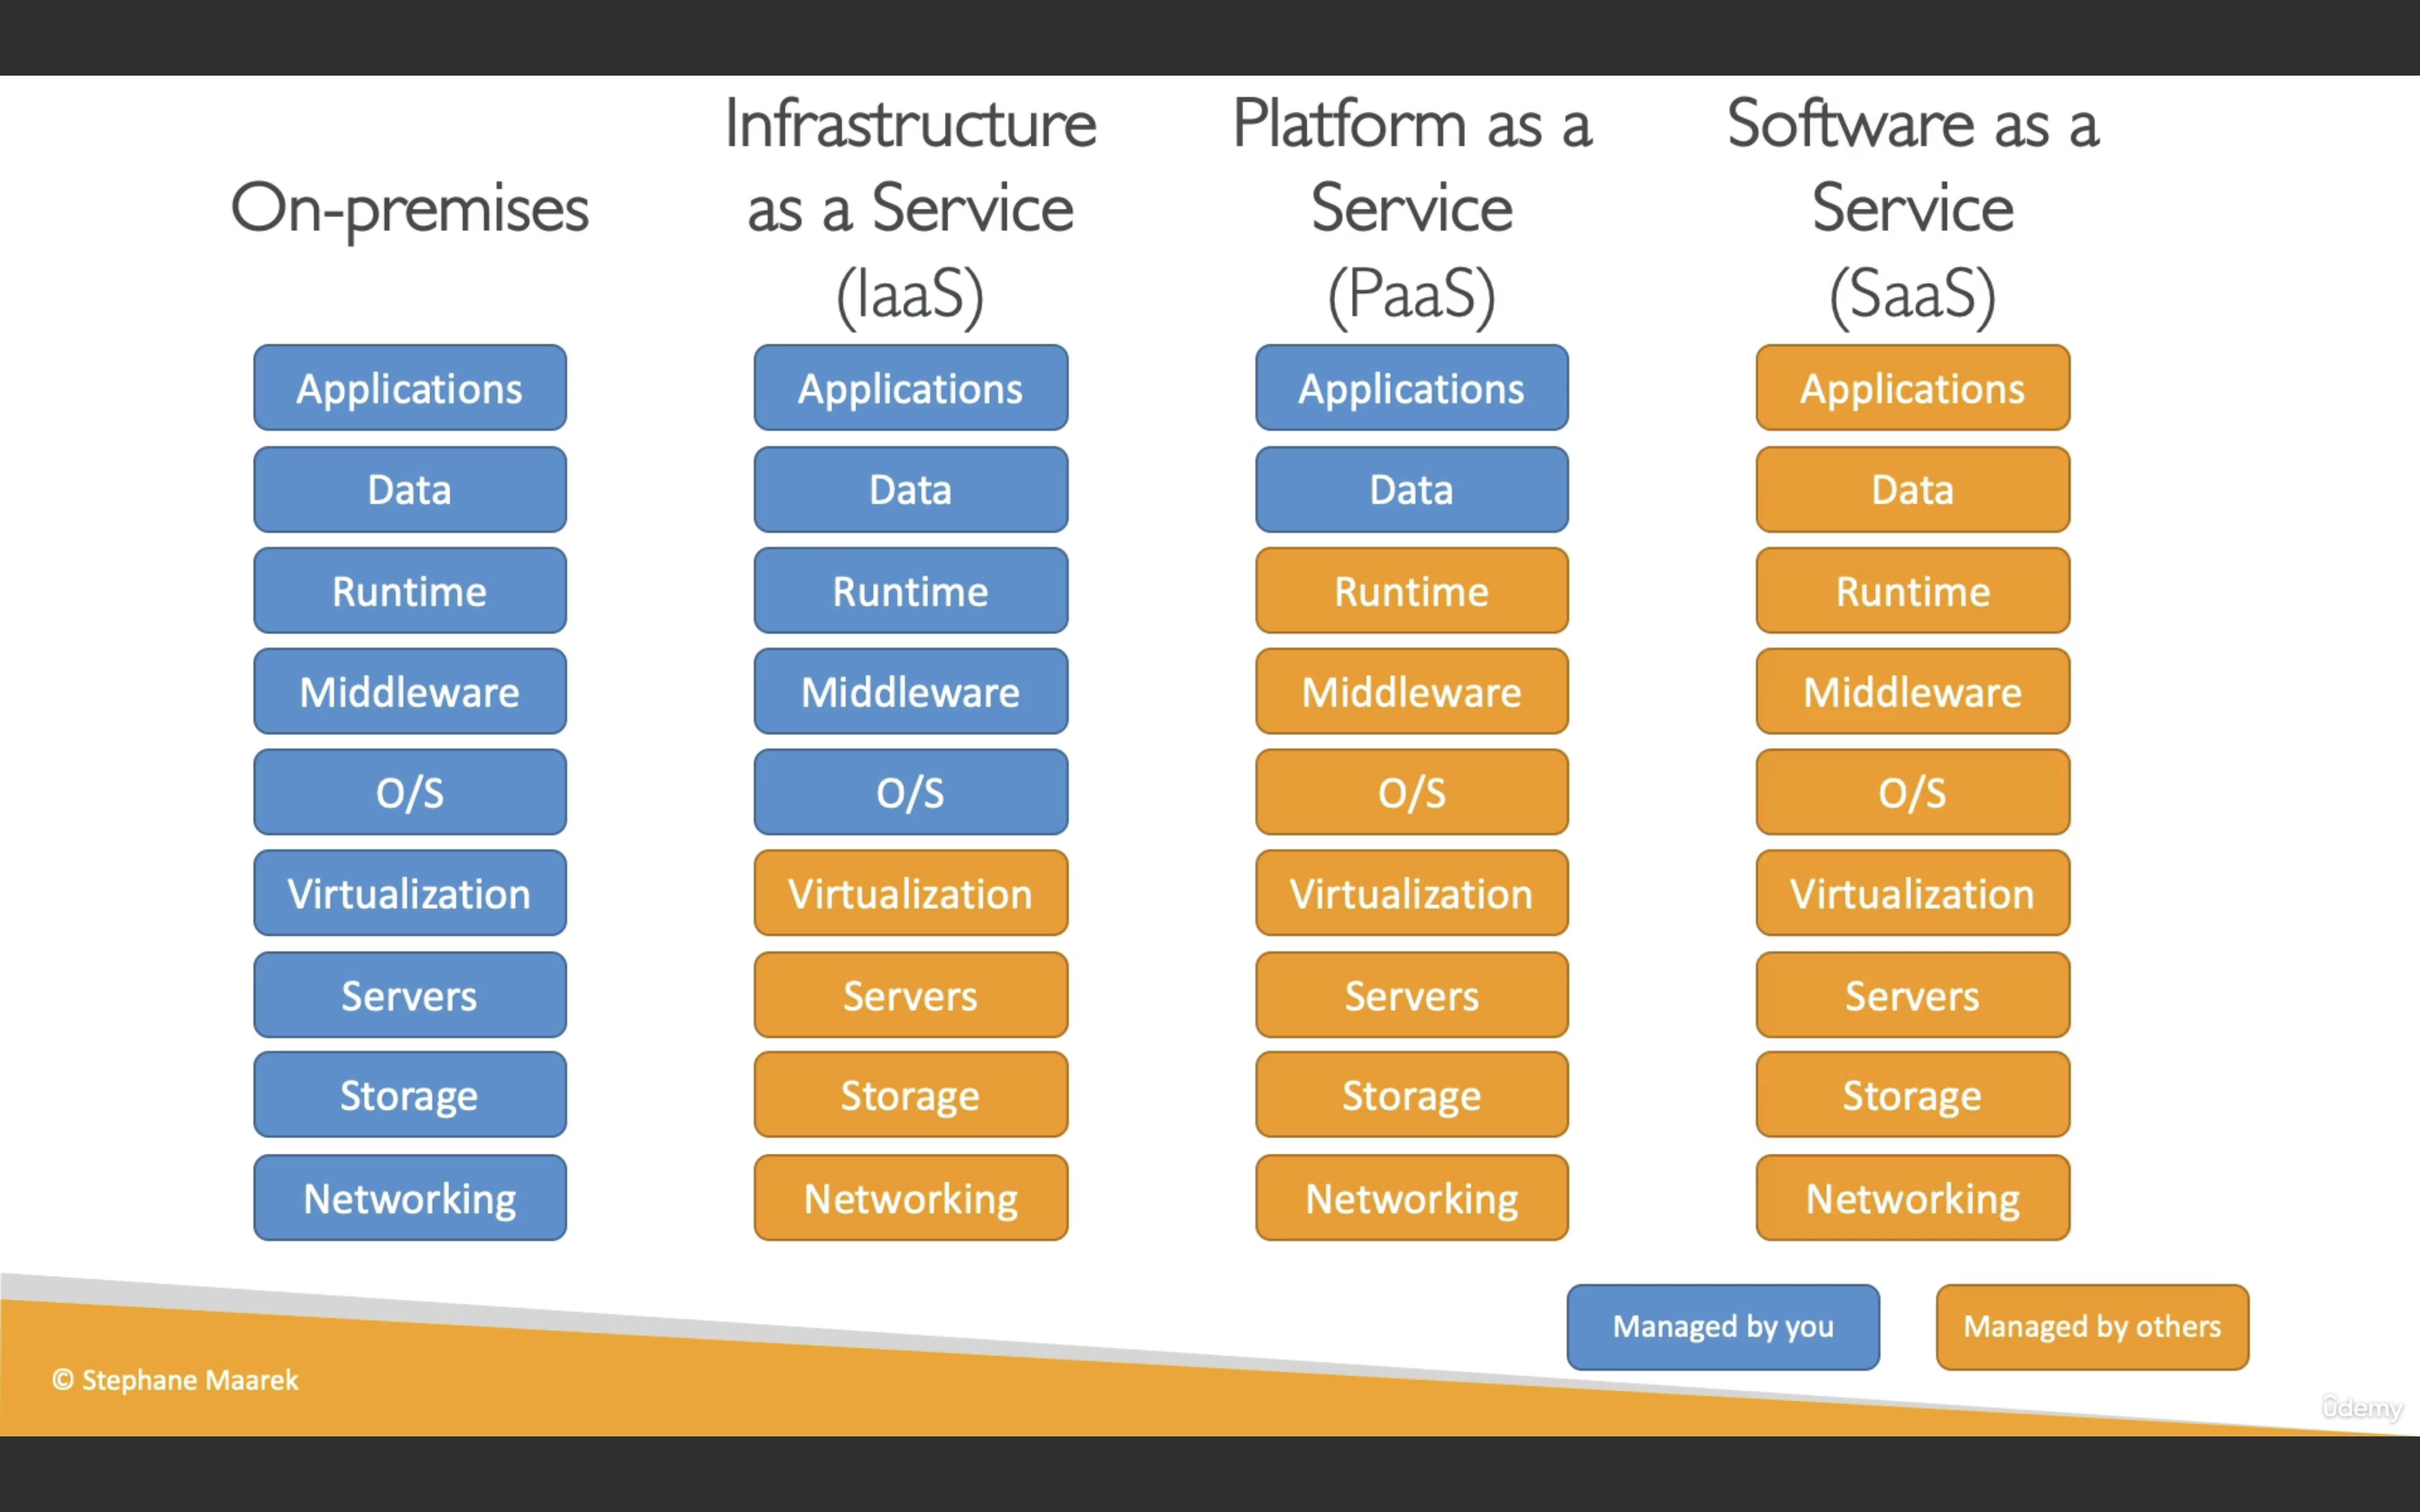 On-premises
Infrastructure
as a Service
(IaaS)
Platform as a
Service
(PaaS)
Software as a
Service
(SaaS)
Applications
Applications
Applications
Applications
Data
Data
Data
Data
Runtime
Runtime
Runtime
Runtime
Middleware
Middleware
Middleware
Middleware
O/S
O/S
O/S
O/S
Virtualization
Virtualization
Virtualization
Virtualization
Servers
Servers
Servers
Servers
Storage
Storage
Storage
Storage
Networking
Networking
Networking
Networking
Managed by you
Managed by others
© Stephane Maarek
ûdemy